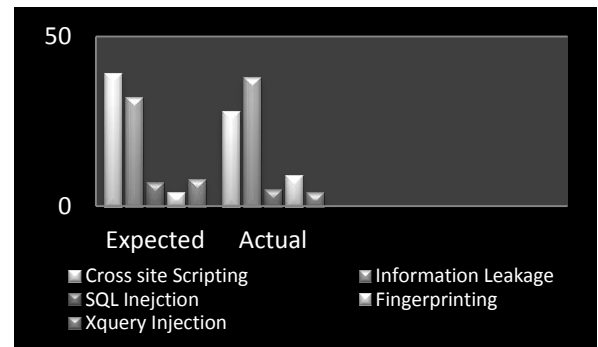 50
0
Expected Actual
Cross site Scripting Information Leakage
SQL Inejction Fingerprinting
Xquery Injection